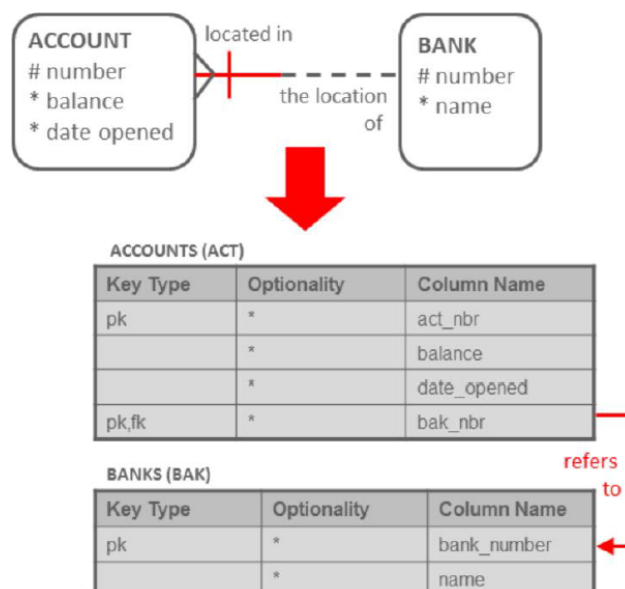 ACCOUNT
# number
* balance
* date opened
located in
the location
of
BANK
# number
* name
ACCOUNTS (ACT)
Key Type Optionality Column Name
pk * act_nbr
* balance
* date_opened
pk,fk * bak_nbr
refers
to
BANKS (BAK)
Key Type Optionality Column Name
pk * bank_number
* name